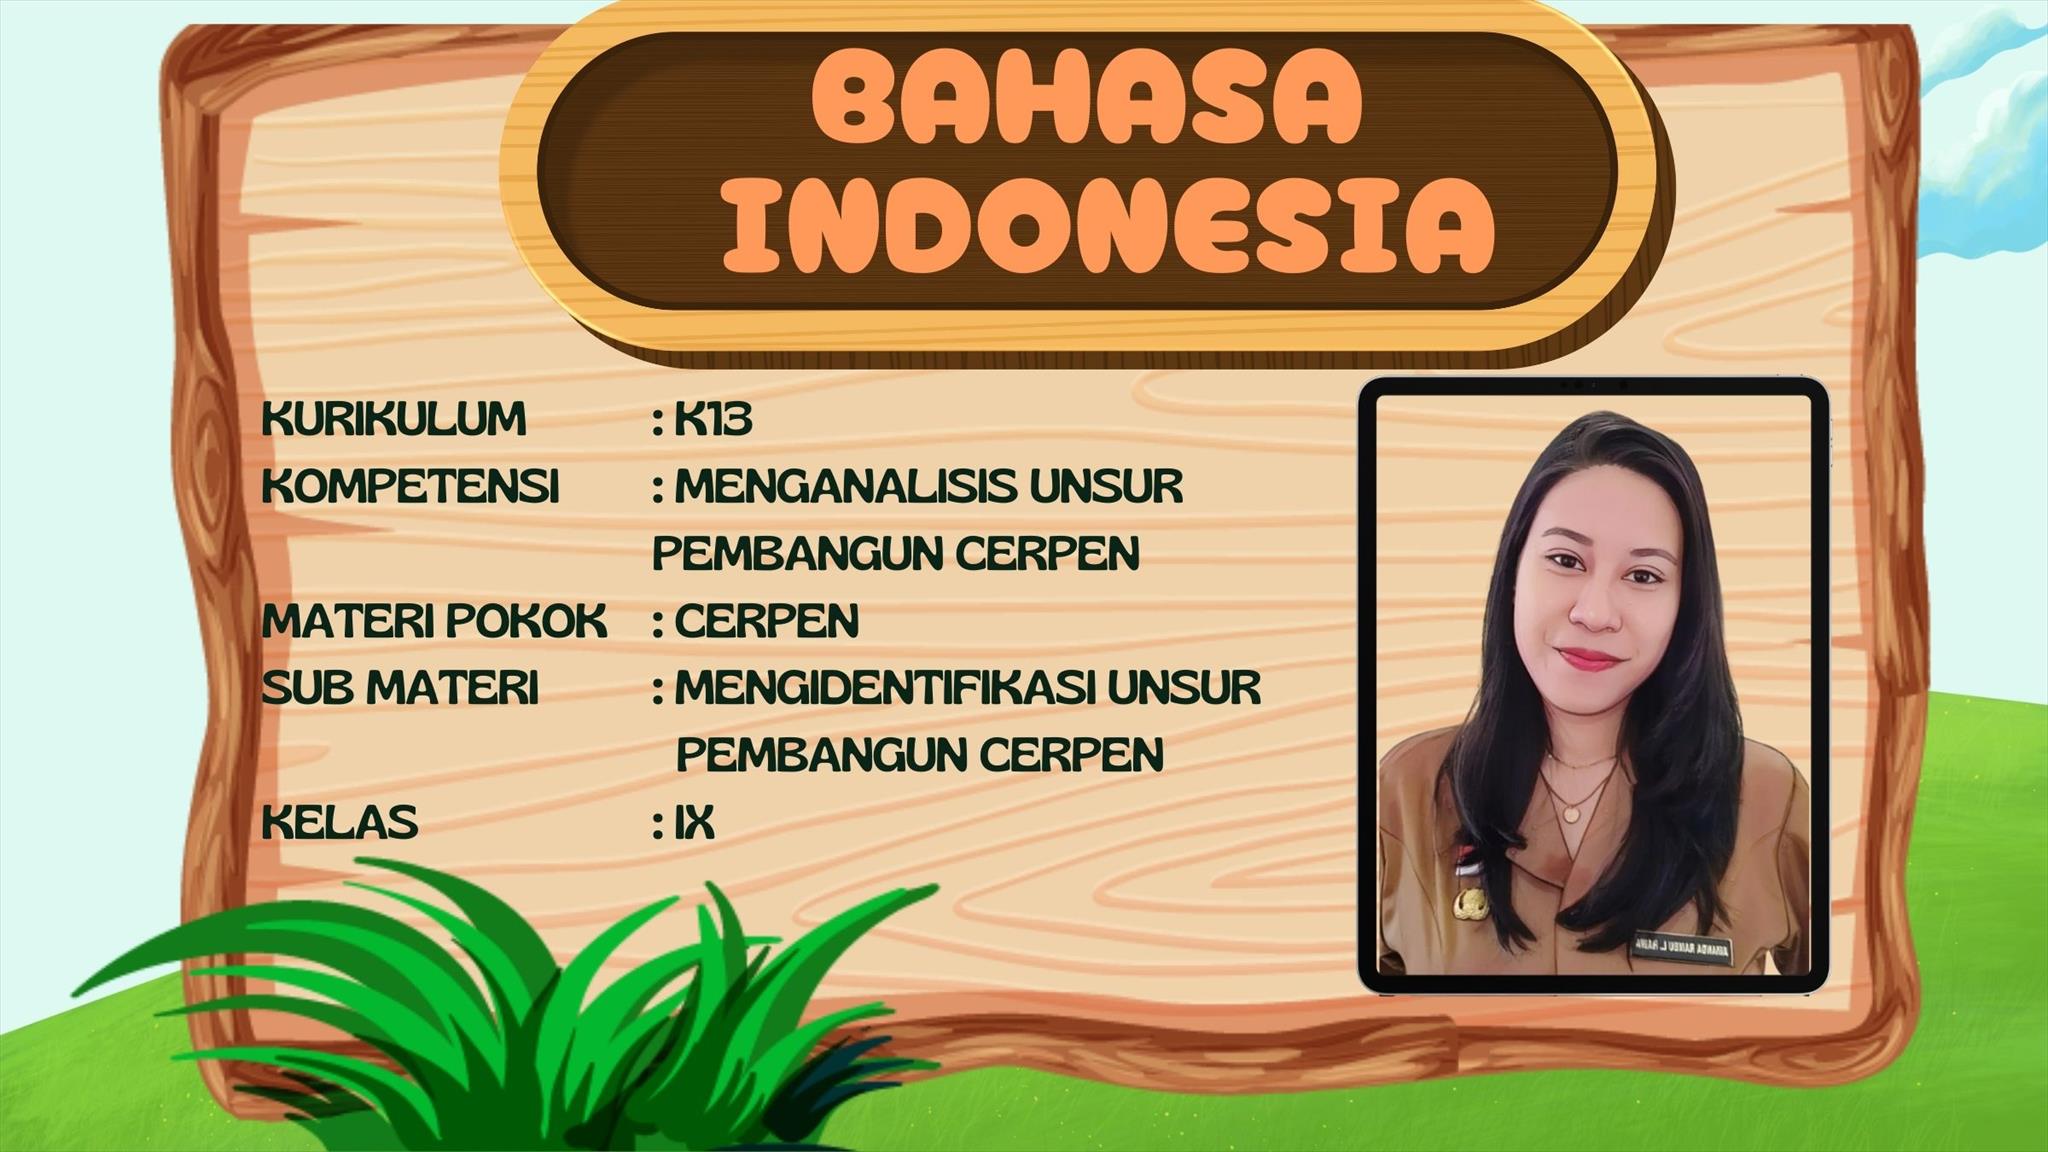 BAHASA
INDONESIA
KURIKULUM : K13
KOMPETENSI : MENGANALISIS UNSUR
PEMBANGUN CERPEN
MATERI POKOK : CERPEN
SUB MATERI : MENGIDENTIFIKASI UNSUR
PEMBANGUN CERPEN
KELAS : IX